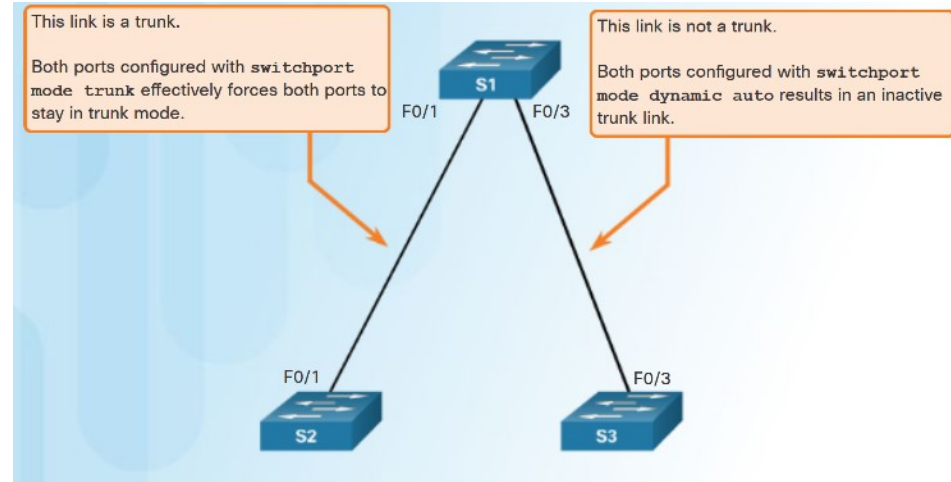 This link is a trunk.
Both ports configured with switchport
mode trunk effectively forces both ports to
stay in trunk mode.
This link is not a trunk.
Both ports configured with switchport
mode dynamic auto results in an inactive
trunk link.
S1
F0/1
F0/3
F0/1
F0/3
S2
S3